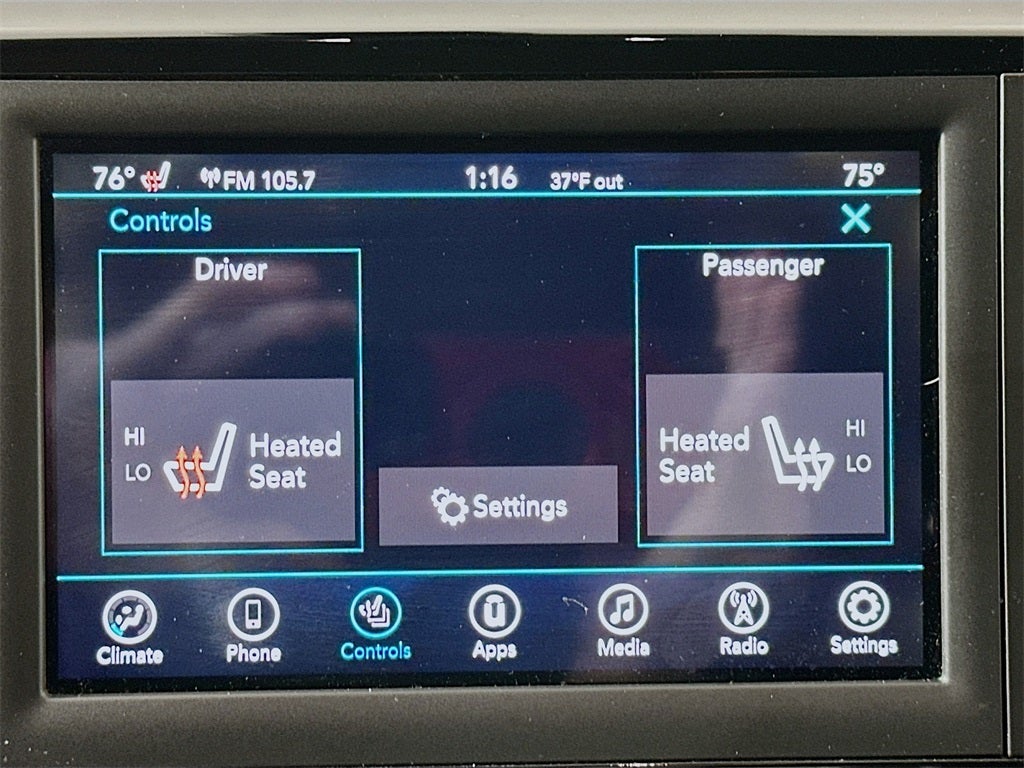 76° FM 105.7 1:16 37°F out 75°
Controls X
Driver
HI
LO
Heated
Seat
Settings
Passenger
Heated
Seat
HI
LO
Climate Phone Controls Apps Media Radio Settings